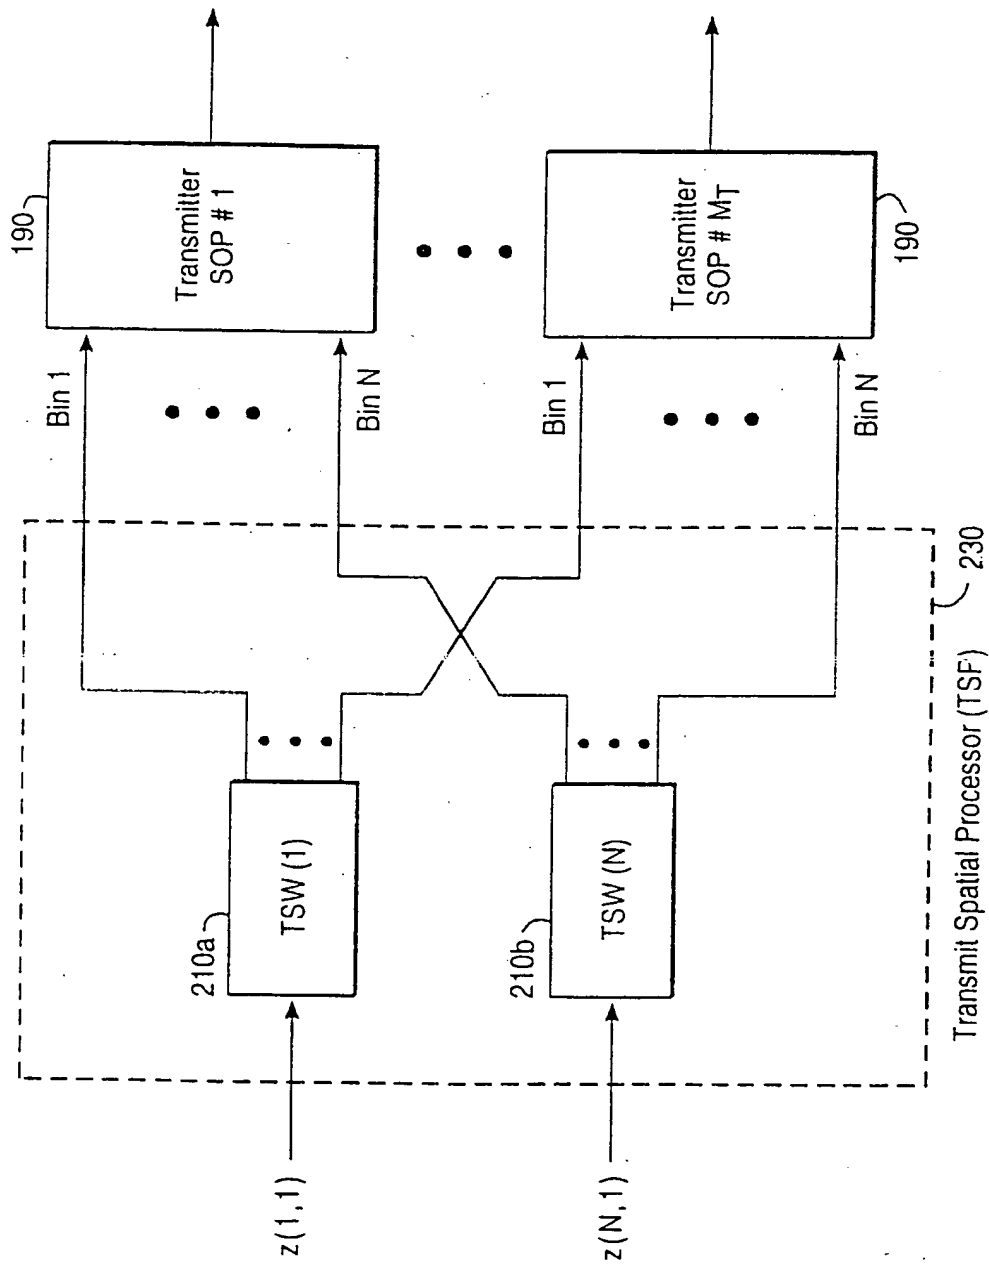 z(1,1)
210a
TSW (1)
Bin 1
Bin N
190
Transmitter
SOP # 1
z(N,1)
210b
TSW (N)
Bin 1
Bin N
Transmitter
SOP # MT
190
230
Transmit Spatial Processor (TSF)